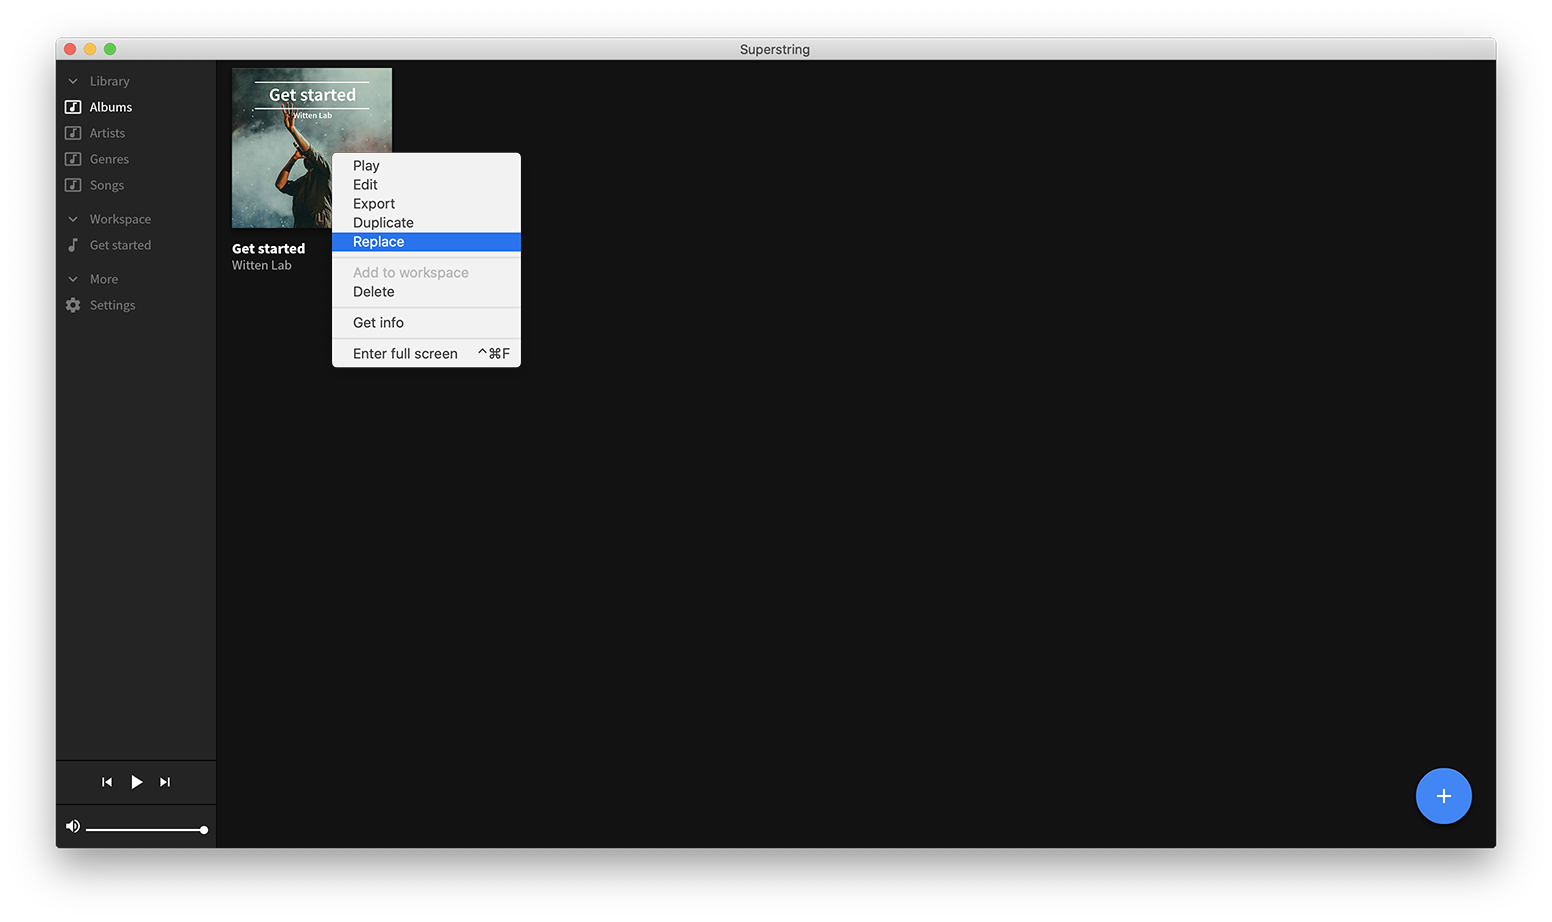 Superstring
Library
Albums
Artists
Genres
Songs
Workspace
Get started
More
Settings
Get started
Witten Lab
Get started
Witten Lab
Play
Edit
Export
Duplicate
Replace
Add to workspace
Delete
Get info
Enter full screen ^⌘F